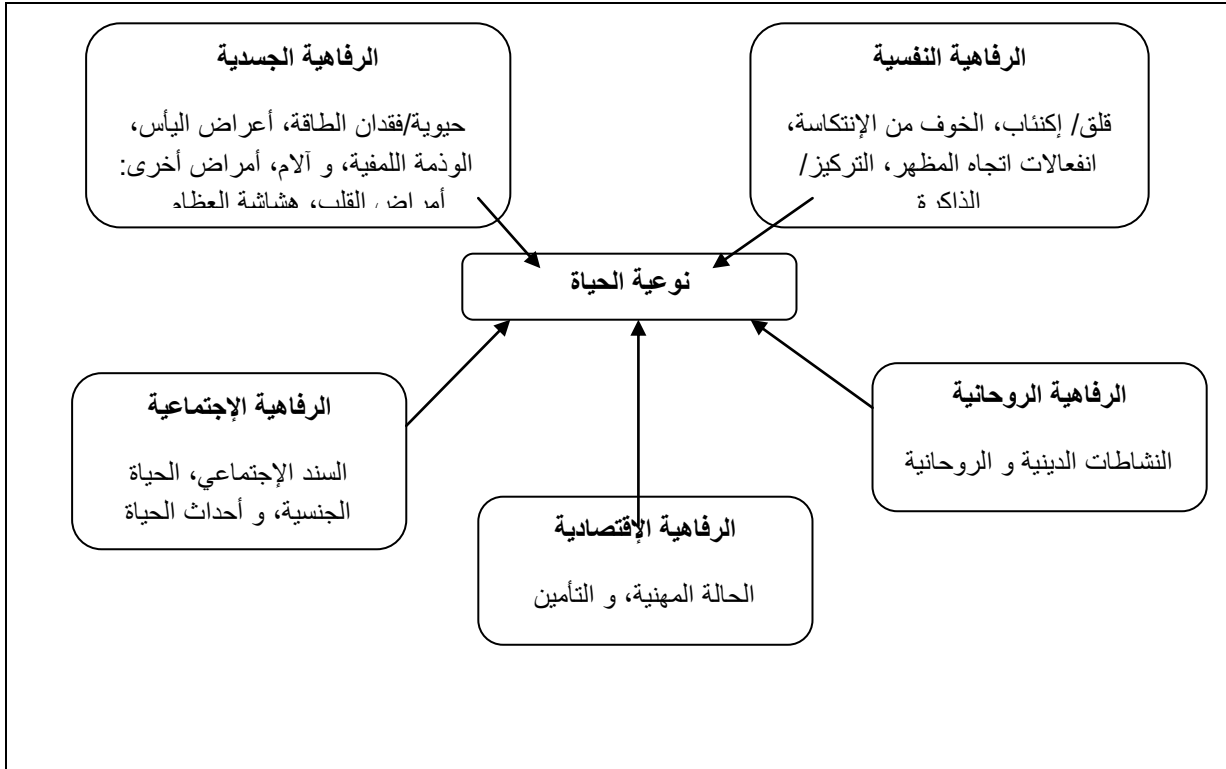 الرفاهية الجسدية
حيوية/فقدان الطاقة، أعراض اليأس،
الوذمة اللمفية، و آلام، أمراض أخرى:
أمراض القلب، هشاشة العظام
الرفاهية النفسية
قلق/ إكتئاب، الخوف من الإنتكاسة،
انفعالات اتجاه المظهر، التركيز/
الذاكرة
نوعية الحياة
الرفاهية الإجتماعية
السند الإجتماعي، الحياة
الجنسية، و أحداث الحياة
الرفاهية الإقتصادية
الحالة المهنية، و التأمين
الرفاهية الروحانية
النشاطات الدينية و الروحانية